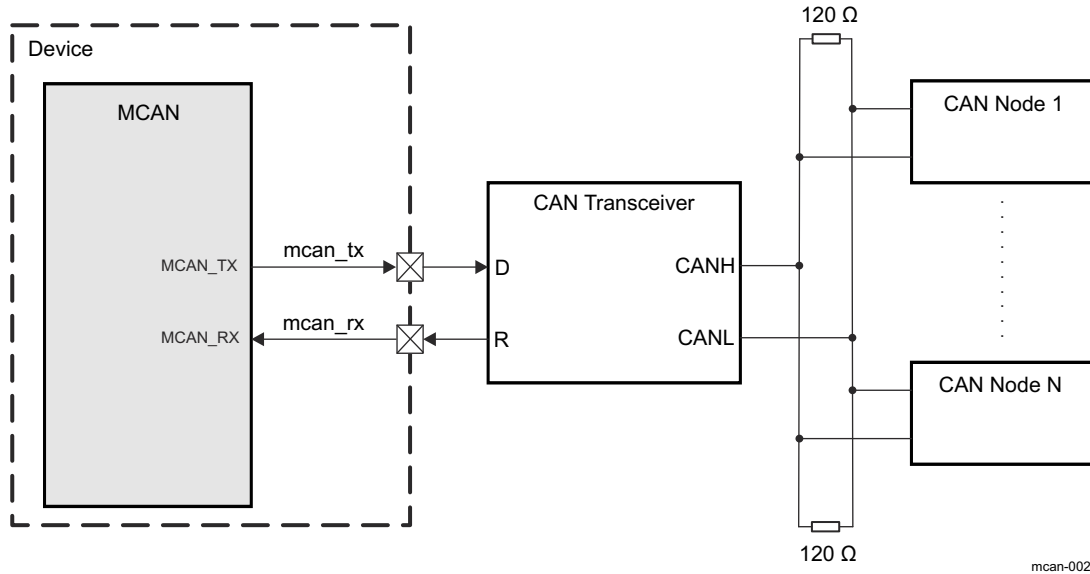 120 Ω
Device
MCAN
CAN Node 1
CAN Transceiver
mcan_tx
MCAN_TX
D
CANH
mcan_rx
MCAN_RX
R
CANL
CAN Node N
120 Ω
mcan-002